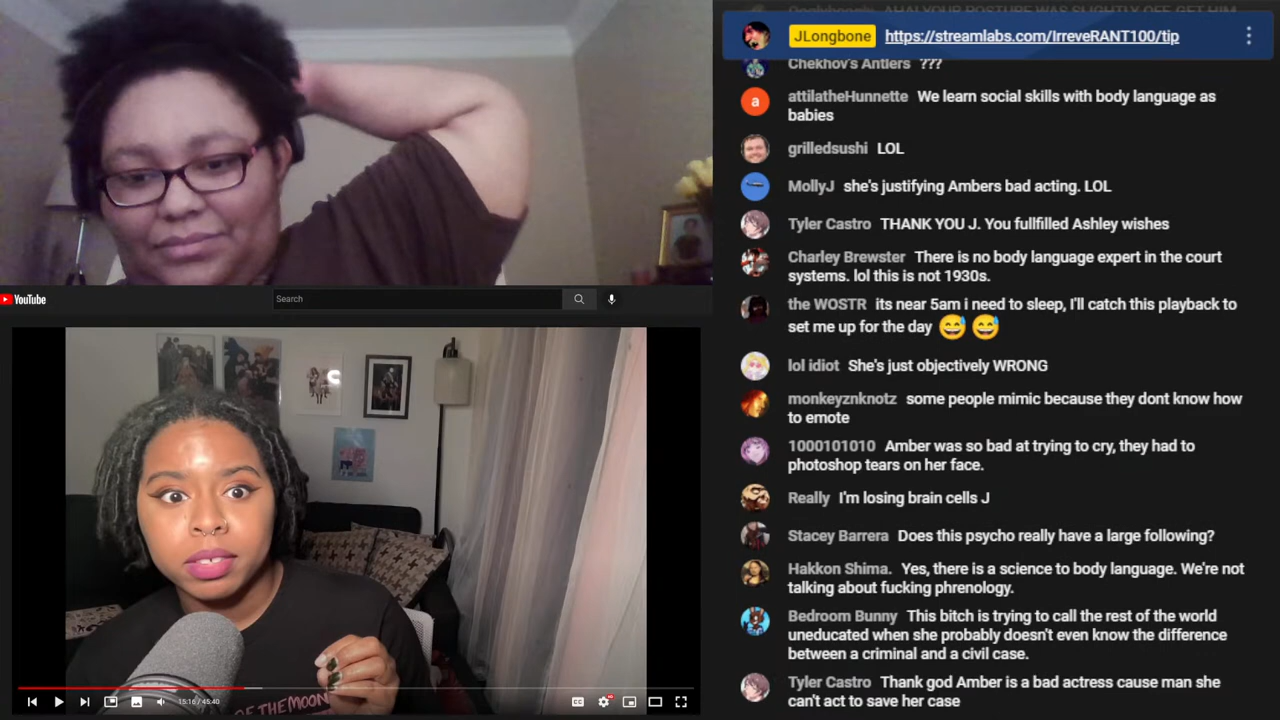 JLongbone https://streamlabs.com/IrreveRANT100/tip
Chekhov's Antlers ???
attilatheHunnette We learn social skills with body language as
babies
grilledsushi LOL
MollyJ she's justifying Ambers bad acting. LOL
Tyler Castro THANK YOU J. You fullfilled Ashley wishes
Charley Brewster There is no body language expert in the court
systems. lol this is not 1930s.
the WOSTR its near 5am i need to sleep, I'll catch this playback to
set me up for the day 😅 😅
lol idiot She's just objectively WRONG
monkeyznknotz some people mimic because they dont know how
to emote
1000101010 Amber was so bad at trying to cry, they had to
photoshop tears on her face.
Really I'm losing brain cells J
Stacey Barrera Does this psycho really have a large following?
Hakkon Shima. Yes, there is a science to body language. We're not
talking about fucking phrenology.
Bedroom Bunny This bitch is trying to call the rest of the world
uneducated when she probably doesn't even know the difference
between a criminal and a civil case.
Tyler Castro Thank god Amber is a bad actress cause man she
can't act to save her case
YouTube
Search
15:16 / 45:40
OF THE MOON